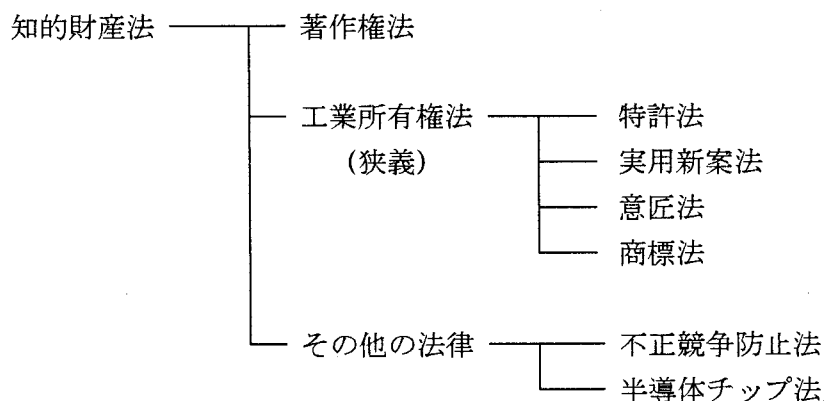 知的財産法 著作権法
工業所有権法 特許法
(狭義) 実用新案法
意匠法
商標法
その他の法律 不正競争防止法
半導体チップ法